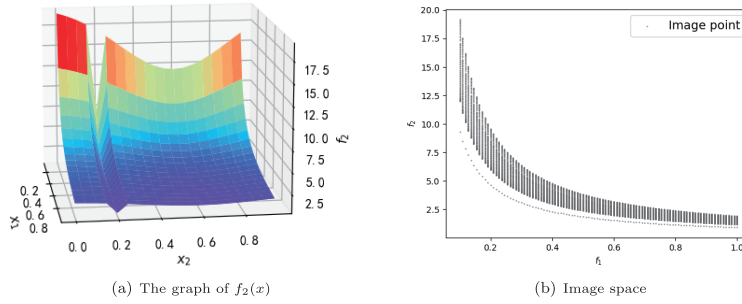 17.5
15.0
12.5
10.0
7.5
5.0
2.5
f₂
0.2
0.4
0.6
0.8
x₁
0.0 0.2 0.4 0.6 0.8
x₂
(a) The graph of f₂(x)
20.0
17.5
15.0
12.5
10.0
7.5
5.0
2.5
f₂
Image point
0.2 0.4 0.6 0.8 1.0
f₁
(b) Image space